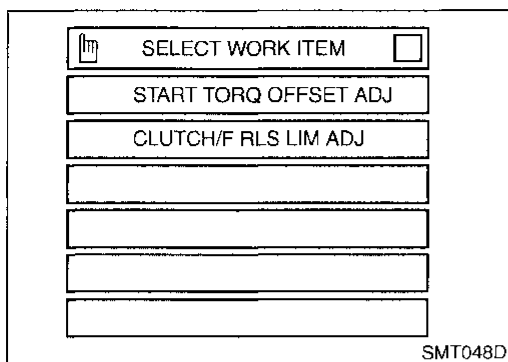 SELECT WORK ITEM
START TORQ OFFSET ADJ
CLUTCH/F RLS LIM ADJ
SMT048D